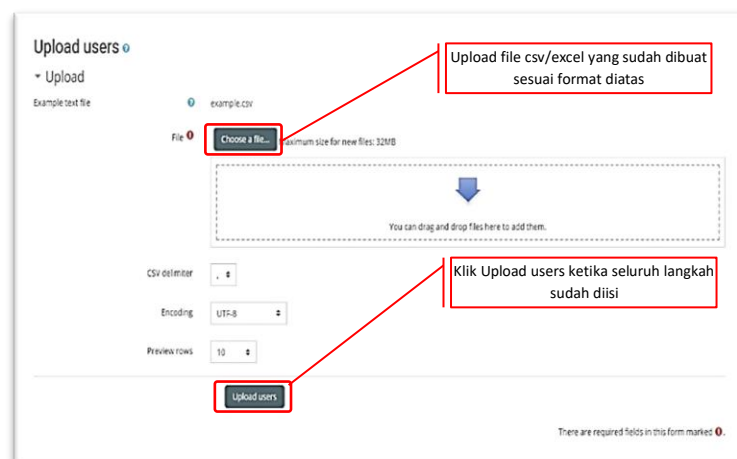 Upload users
Upload file csv/excel yang sudah dibuat
sesuai format diatas
Upload
Example text file
example.csv
File
Choose a file...
aximum size for new files: 32MB
You can drag and drop files here to add them.
Klik Upload users ketika seluruh langkah
sudah diisi
CSV delimiter
,
Encoding
UTF-8
Preview rows
10
Upload users
There are required fields in this form marked